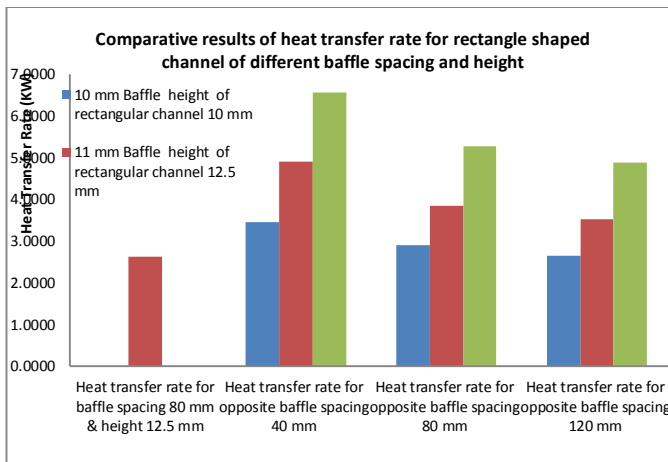 Comparative results of heat transfer rate for rectangle shaped
channel of different baffle spacing and height
Heat Transfer Rate (KW)
7.0000
6.0000
5.0000
4.0000
3.0000
2.0000
1.0000
0.0000
10 mm Baffle height of
rectangular channel 10 mm
11 mm Baffle height of
rectangular channel 12.5
mm
Heat transfer rate for
baffle spacing 80 mm
& height 12.5 mm
Heat transfer rate for
opposite baffle spacing
40 mm
Heat transfer rate for
opposite baffle spacing
80 mm
Heat transfer rate for
opposite baffle spacing
120 mm